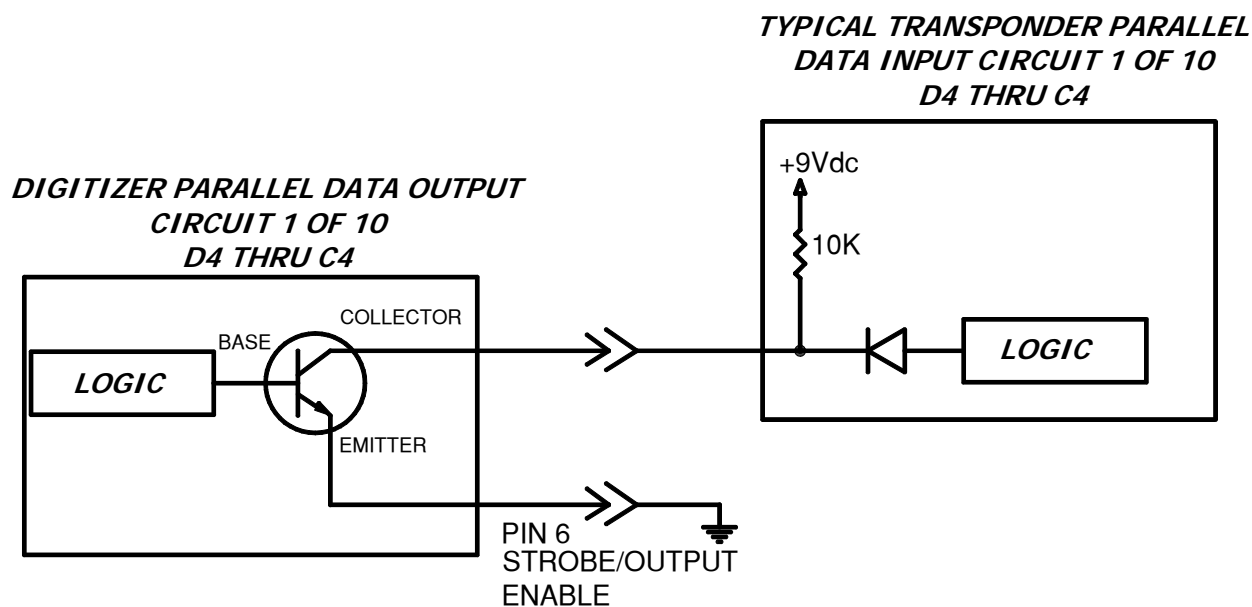 TYPICAL TRANSPONDER PARALLEL
DATA INPUT CIRCUIT 1 OF 10
D4 THRU C4
+9Vdc
10K
LOGIC
DIGITIZER PARALLEL DATA OUTPUT
CIRCUIT 1 OF 10
D4 THRU C4
COLLECTOR
BASE
LOGIC
EMITTER
PIN 6
STROBE/OUTPUT
ENABLE